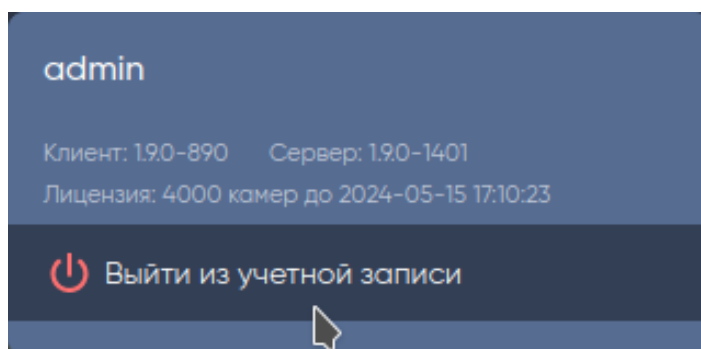 admin
Клиент: 1.9.0-890 Сервер: 1.9.0-1401
Лицензия: 4000 камер до 2024-05-15 17:10:23
Выйти из учетной записи